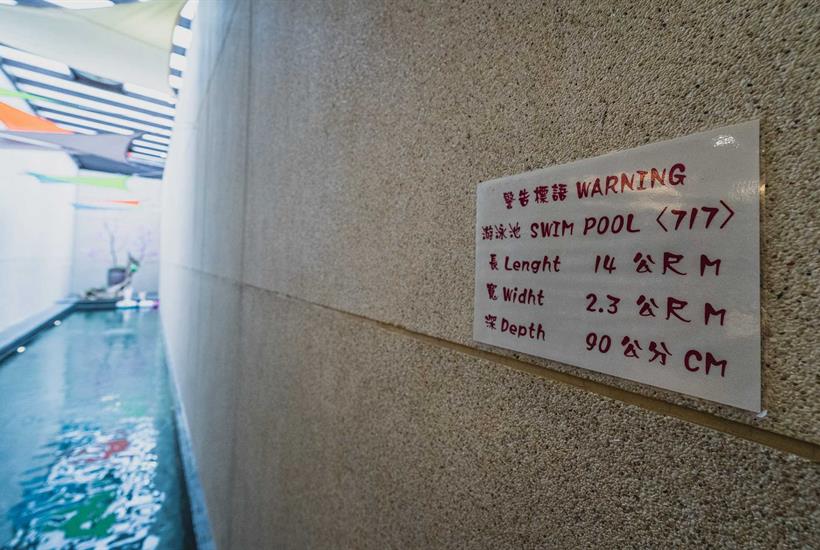 警告標語 WARNING
游泳池 SWIM POOL〈717〉
長 Lenght 14 公尺 M
寬 Widht 2.3 公尺 M
深 Depth 90 公分 CM